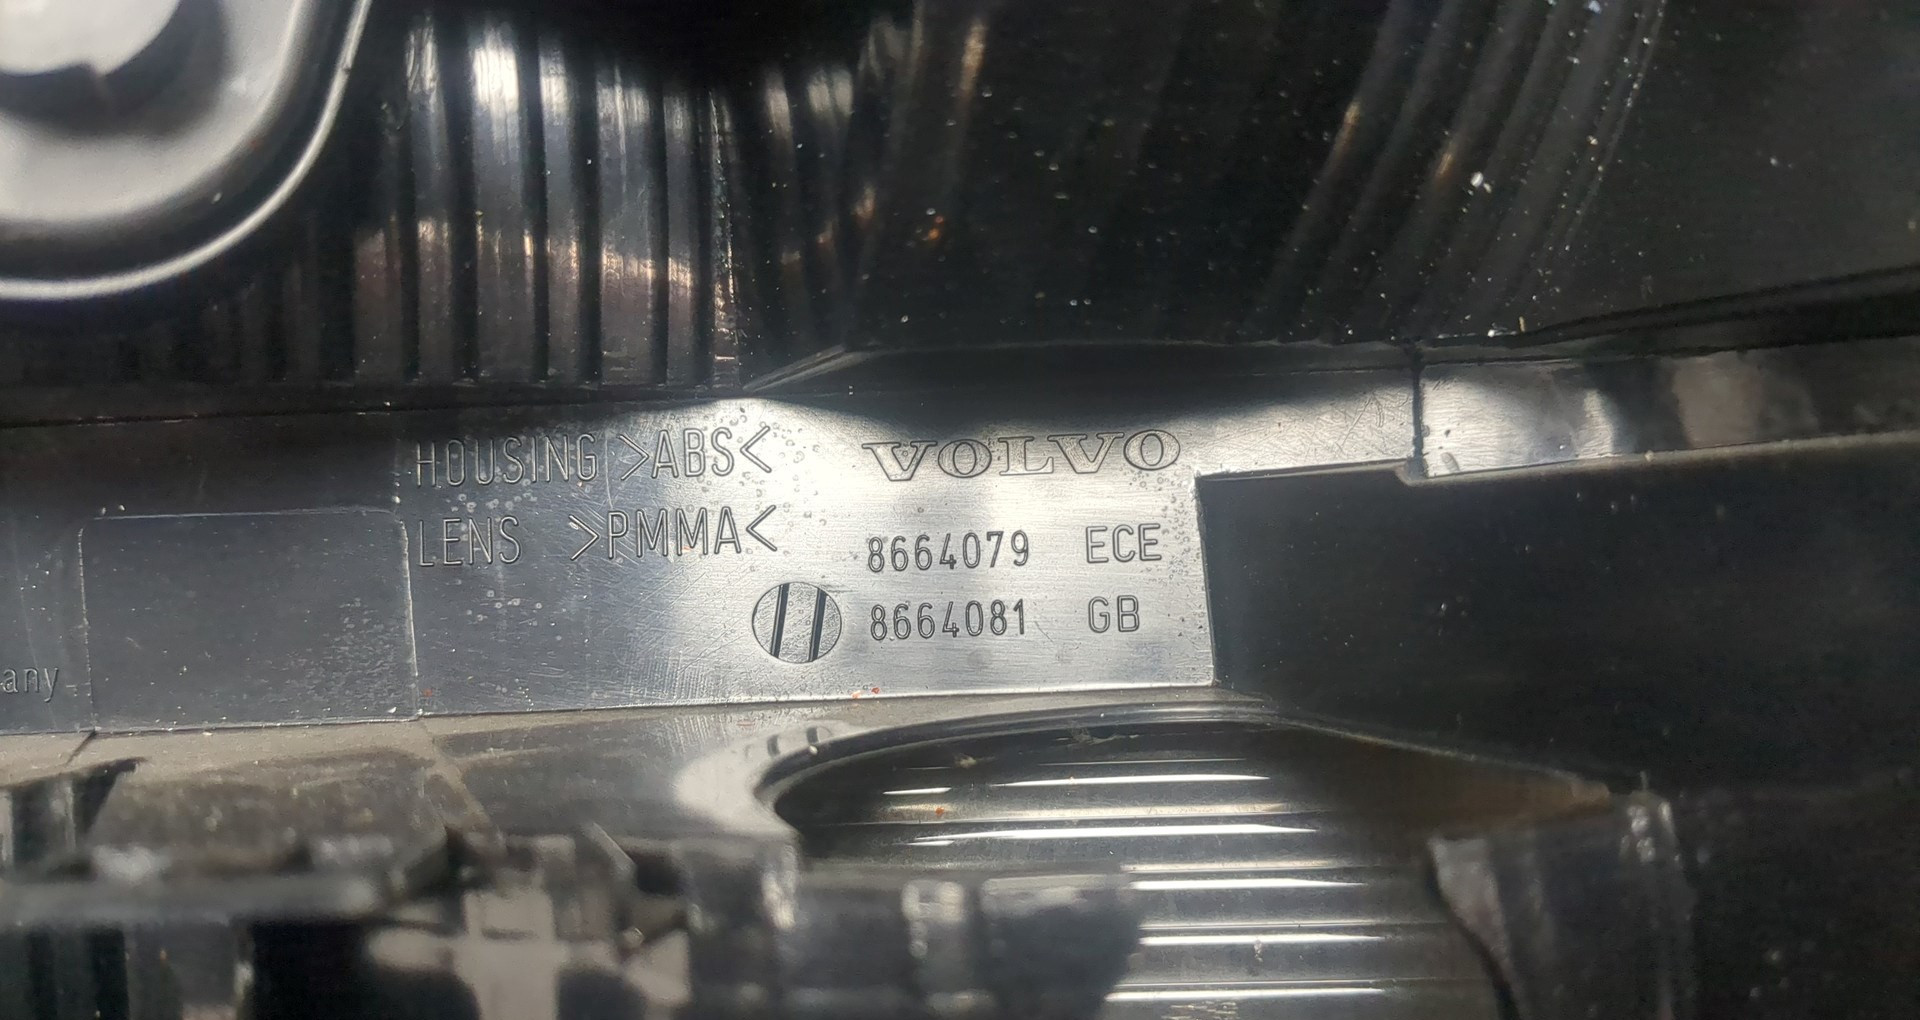 HOUSING >ABS<
LENS >PMMA<
VOLVO
8664079 ECE
8664081 GB
any